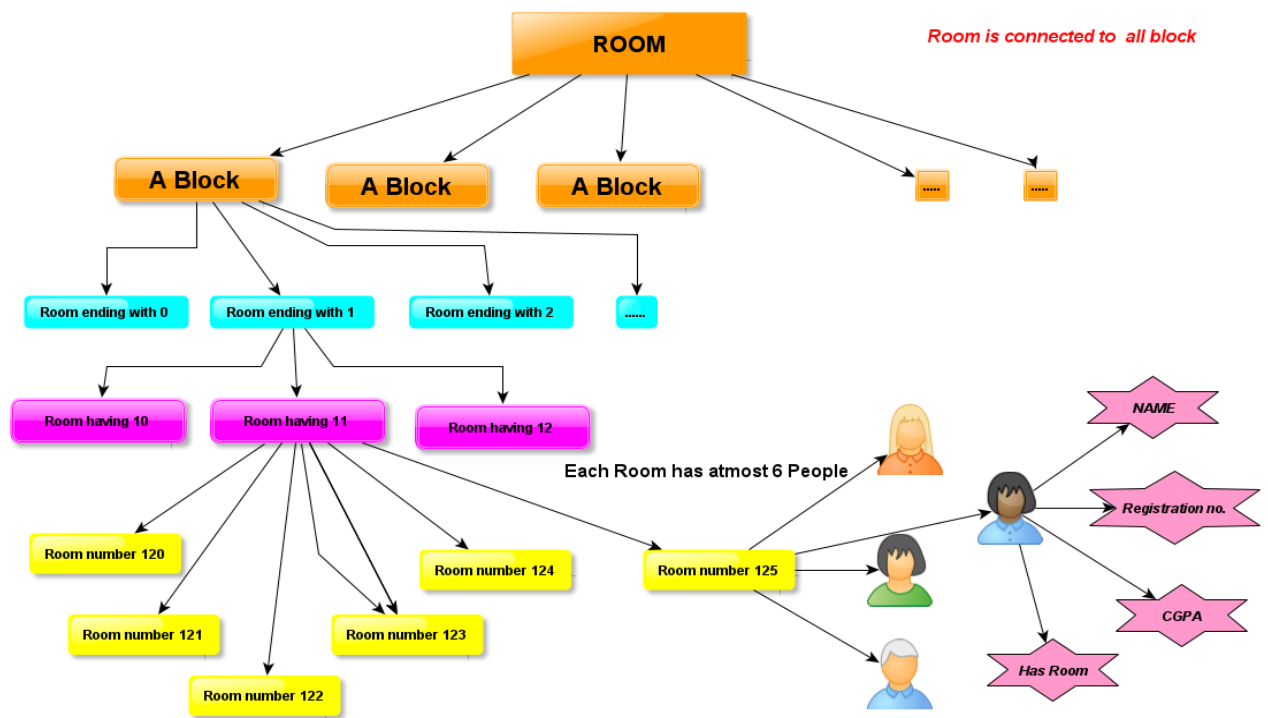 ROOM
Room is connected to  all block
A Block
A Block
A Block
.....
.....
Room ending with 0
Room ending with 1
Room ending with 2
......
Room having 10
Room having 11
Room having 12
NAME
Each Room has atmost 6 People
Registration no.
Room number 120
Room number 124
Room number 125
CGPA
Room number 121
Room number 123
Has Room
Room number 122